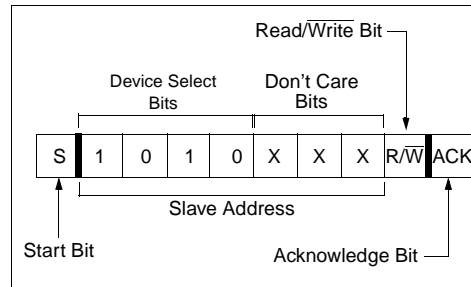 Read/Write Bit
Device Select Bits
Don't Care Bits
S 1 0 1 0 X X X R/W ACK
Slave Address
Start Bit
Acknowledge Bit